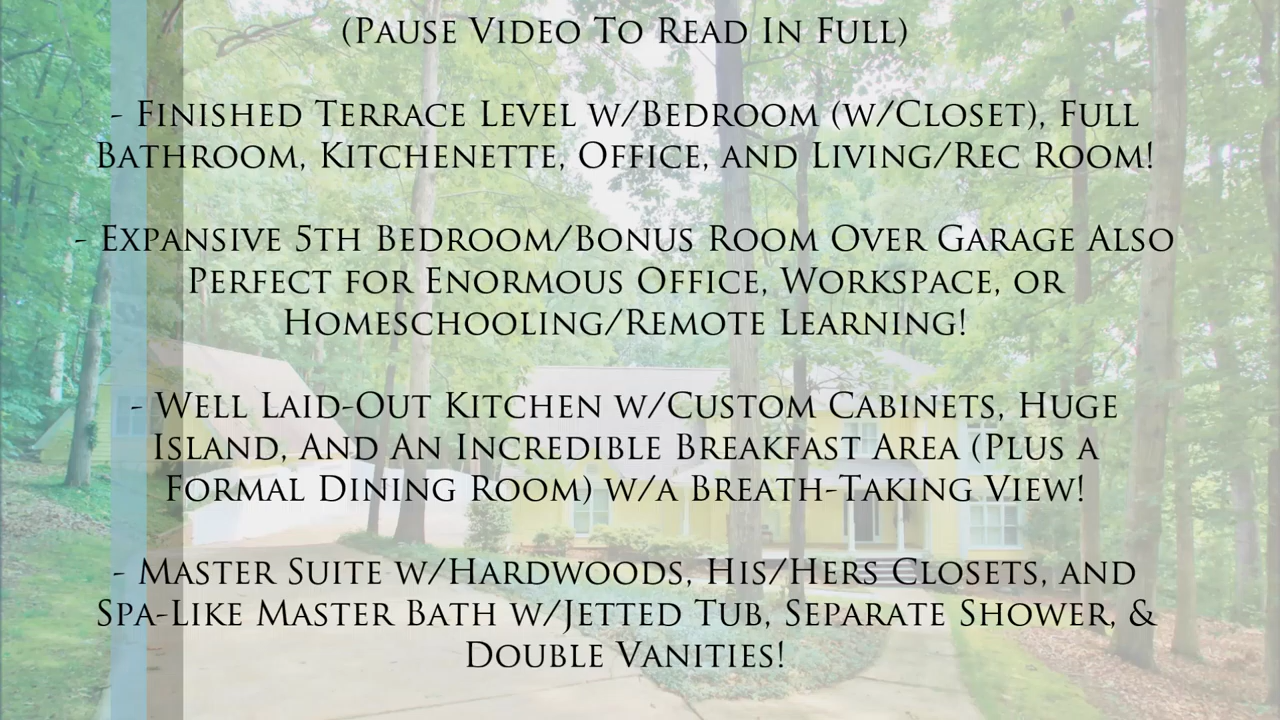 (Pause Video To Read In Full)
- Finished Terrace Level w/Bedroom (w/Closet), Full
Bathroom, Kitchenette, Office, and Living/Rec Room!
- Expansive 5th Bedroom/Bonus Room Over Garage Also
Perfect for Enormous Office, Workspace, or
Homeschooling/Remote Learning!
- Well Laid-Out Kitchen w/Custom Cabinets, Huge
Island, And An Incredible Breakfast Area (Plus a
Formal Dining Room) w/a Breath-Taking View!
- Master Suite w/Hardwoods, His/Hers Closets, and
Spa-Like Master Bath w/Jetted Tub, Separate Shower, &
Double Vanities!